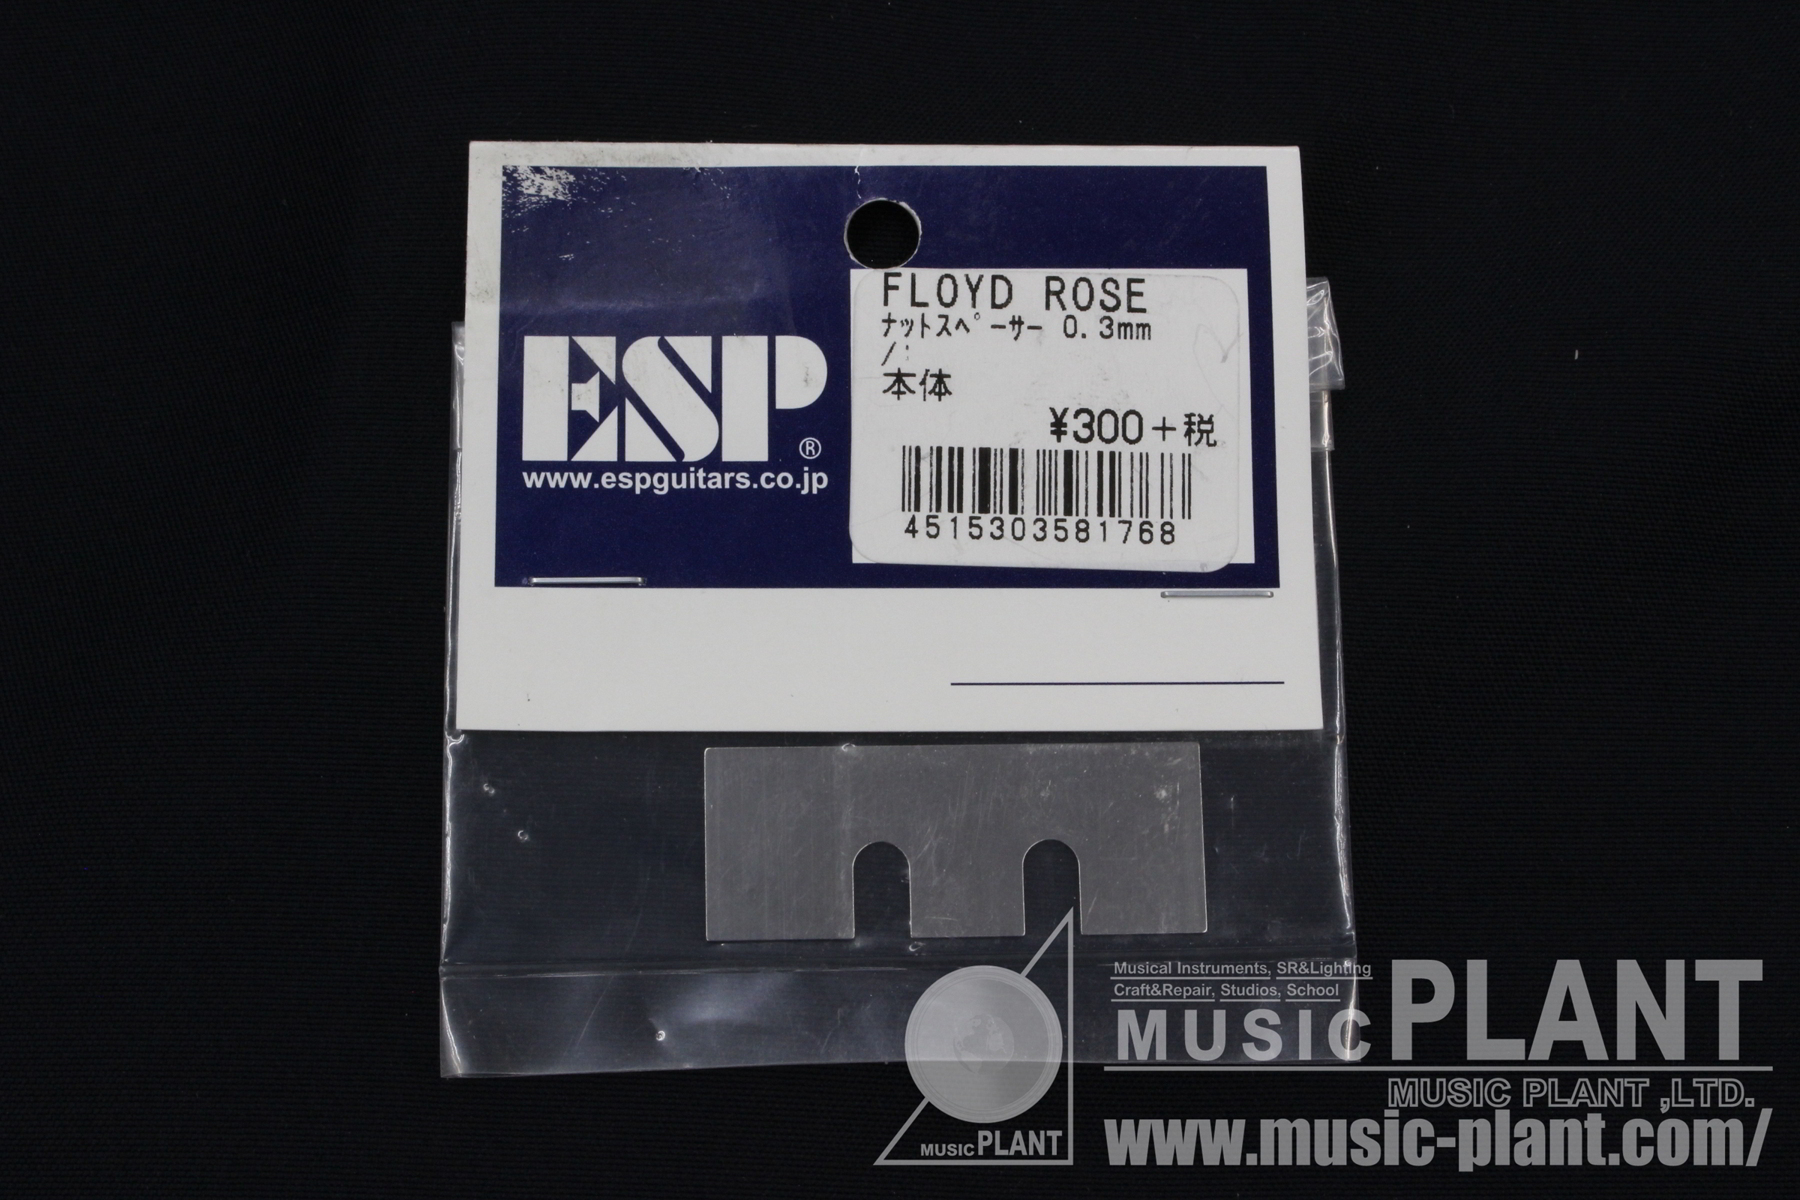 FLOYD ROSE
ﾅｯﾄｽﾍﾟｰｻｰ 0.3mm
/:
本体
¥300+税
4515303581768
ESP®
www.espguitars.co.jp
Musical Instruments, SR&Lighting
Craft&Repair, Studios, School
MUSIC PLANT
MUSIC PLANT ,LTD.
www.music-plant.com/
MUSIC PLANT